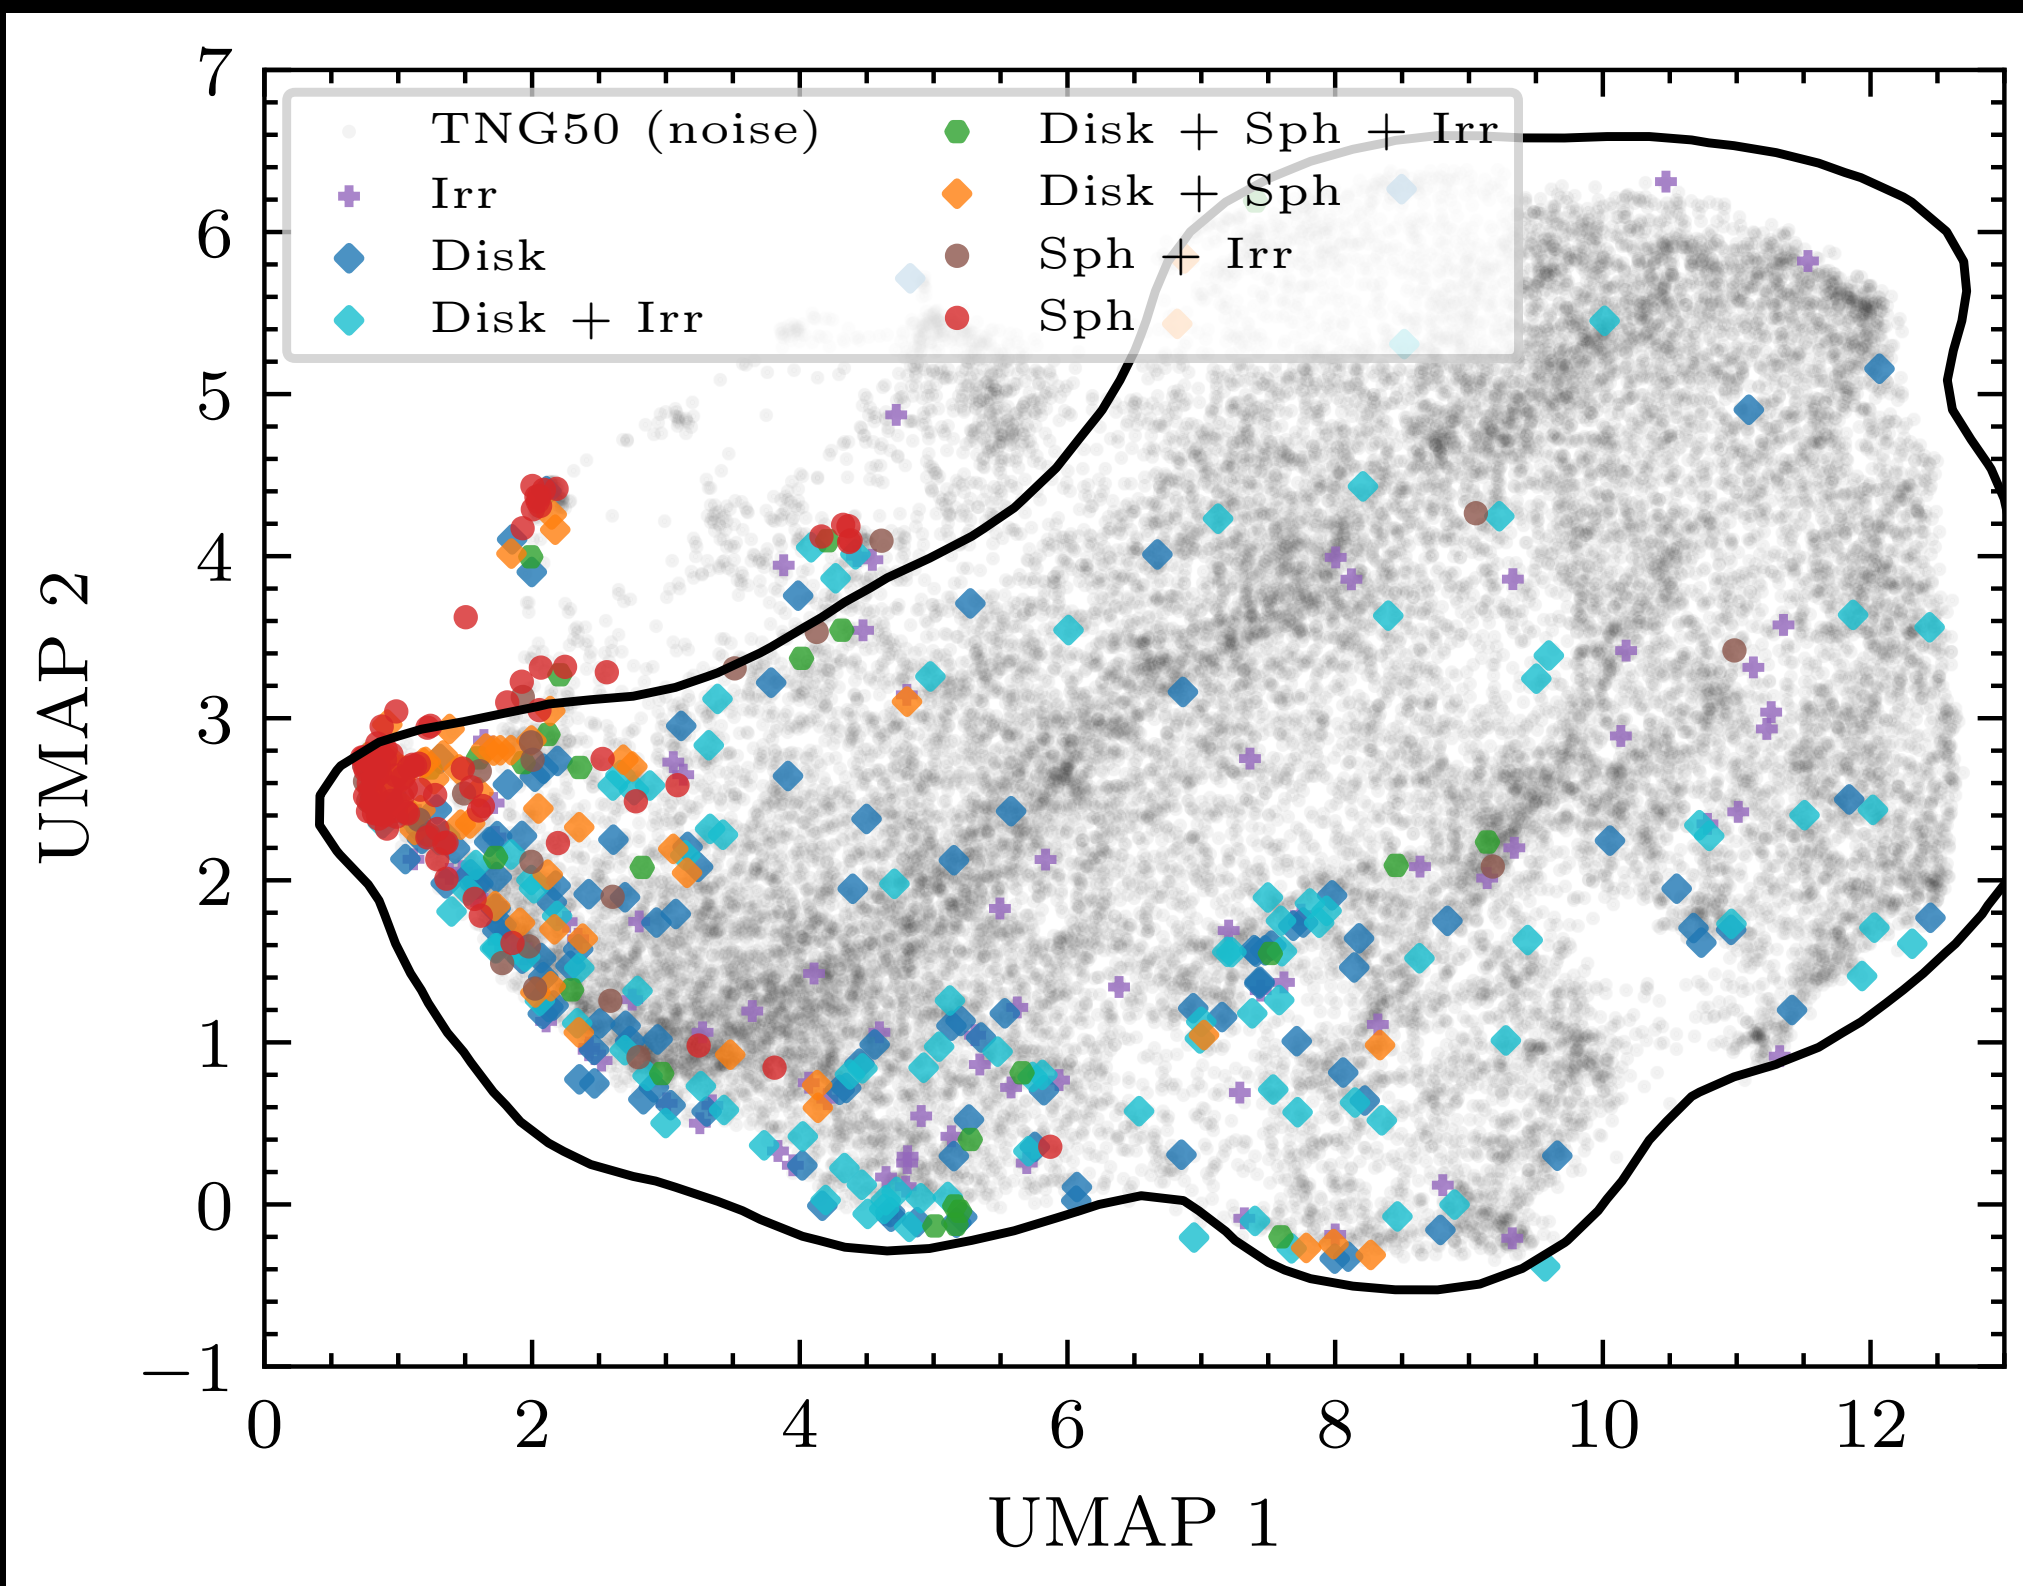 7
6
5
4
3
2
1
0
−1
UMAP 2
TNG50 (noise)
Irr
Disk
Disk + Irr
Disk + Sph + Irr
Disk + Sph
Sph + Irr
Sph
0 2 4 6 8 10 12
UMAP 1